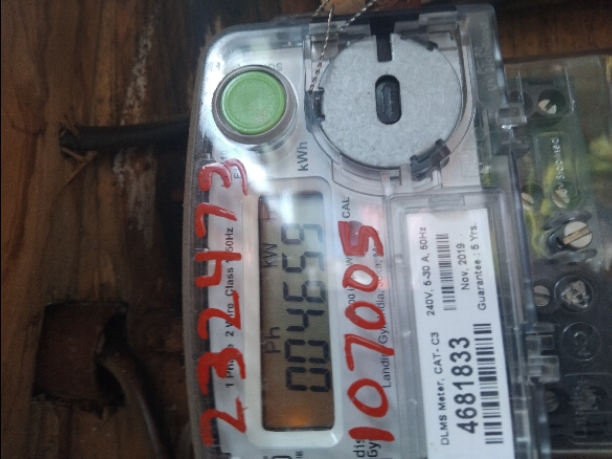 232473
1 Ph 2 Wire Class 50Hz
kWh
Ph KW
004659
CAL
107005
DLMS Meter, CAT- C3 240V, 5-30 A, 50Hz
4681833
Nov, 2019
Guarantee : 5 Yrs.